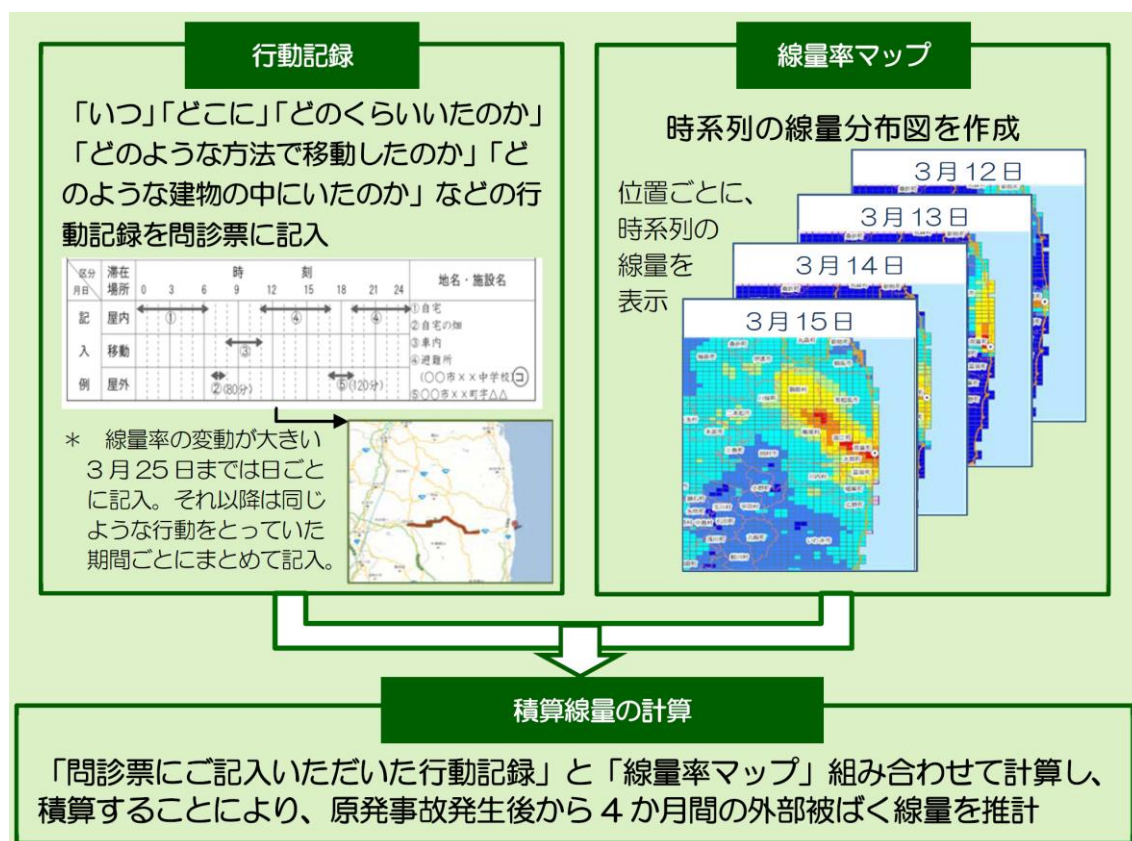 行動記録
「いつ」「どこに」「どのくらいいたのか」
「どのような方法で移動したのか」「ど
のような建物の中にいたのか」などの行
動記録を問診票に記入
区分
月日
滞在
場所
時 刻
0 3 6 9 12 15 18 21 24
地名・施設名
記
入
例
屋内
移動
屋外
①
④
④
③
②(80分)
⑤(120分)
①自宅
②自宅の畑
③車内
④避難所
(〇〇市××中学校)コ
⑤〇〇市××町字△△
* 線量率の変動が大きい
3月25日までは日ごと
に記入。それ以降は同じ
ような行動をとっていた
期間ごとにまとめて記入。
線量率マップ
時系列の線量分布図を作成
位置ごとに、
時系列の
線量を
表示
3月12日
3月13日
3月14日
3月15日
積算線量の計算
「問診票にご記入いただいた行動記録」と「線量率マップ」組み合わせて計算し、
積算することにより、原発事故発生後から4か月間の外部被ばく線量を推計